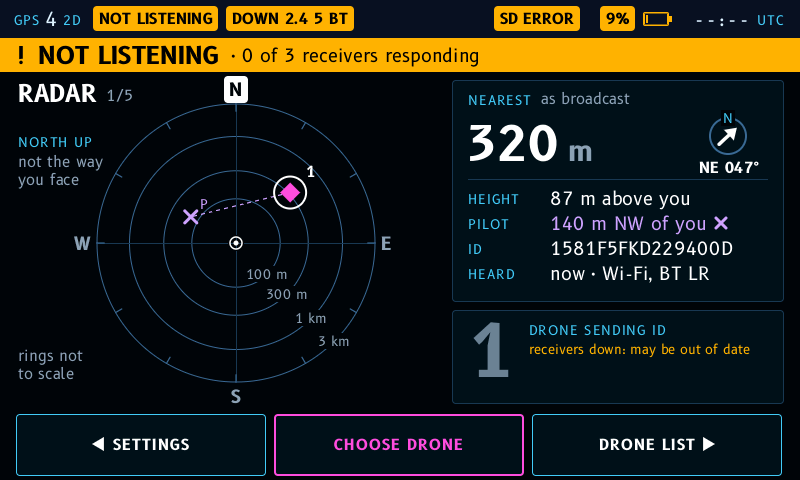 GPS 4 2D NOT LISTENING DOWN 2.4 5 BT SD ERROR 9% --:-- UTC
! NOT LISTENING · 0 of 3 receivers responding
RADAR 1/5
N
NORTH UP
not the way
you face
1
P
W
E
100 m
300 m
1 km
3 km
rings not
to scale
S
NEAREST as broadcast
320 m
N
NE 047°
HEIGHT 87 m above you
PILOT 140 m NW of you ✕
ID 1581F5FKD229400D
HEARD now · Wi-Fi, BT LR
1
DRONE SENDING ID
receivers down: may be out of date
◀ SETTINGS
CHOOSE DRONE
DRONE LIST ▶